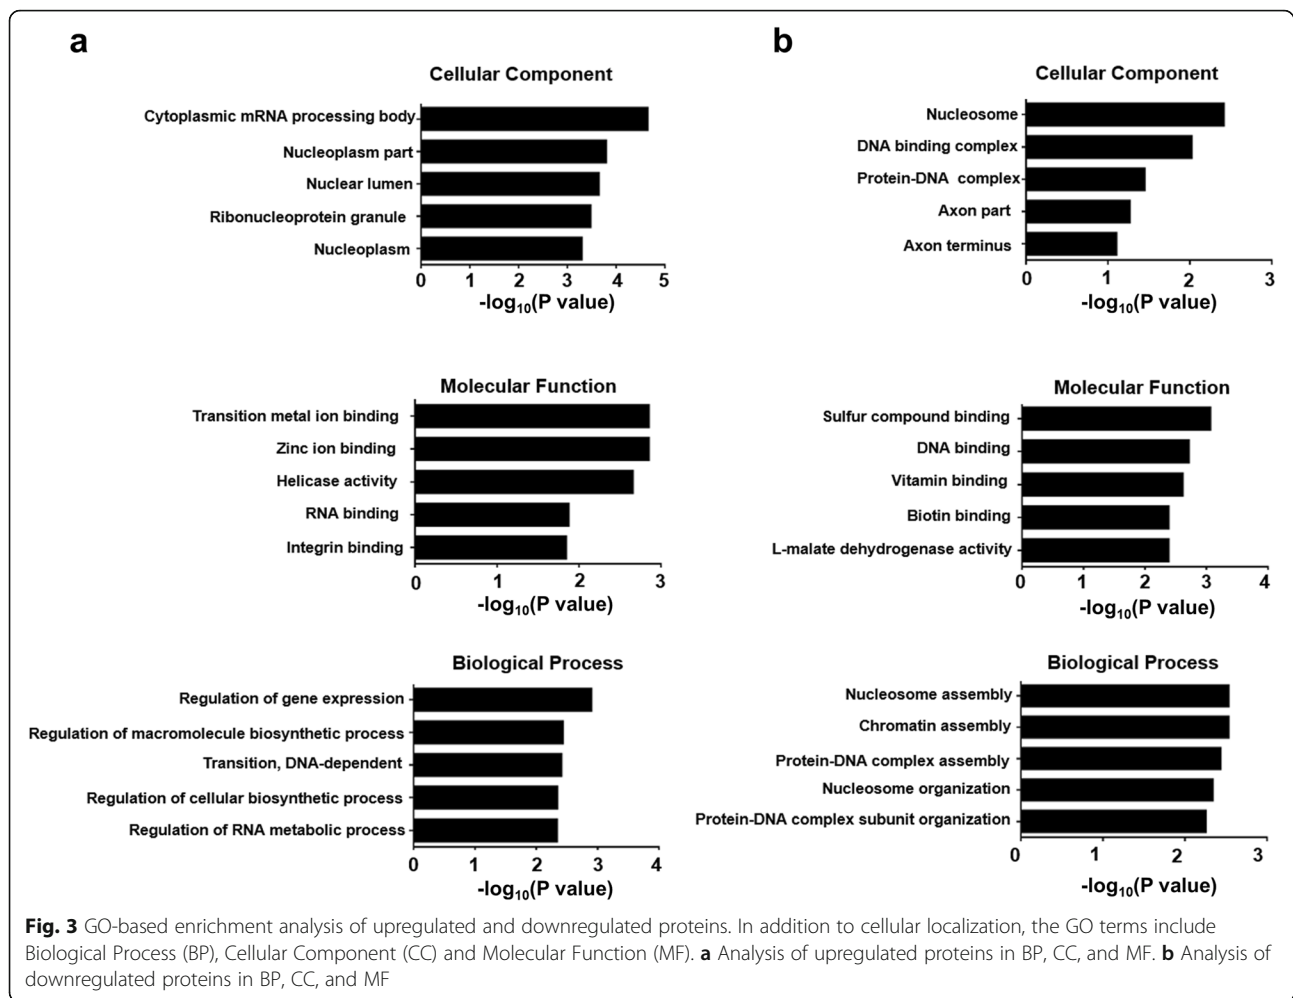 a
Cellular Component
Cytoplasmic mRNA processing body
Nucleoplasm part
Nuclear lumen
Ribonucleoprotein granule
Nucleoplasm
0 1 2 3 4 5
-log10(P value)
Molecular Function
Transition metal ion binding
Zinc ion binding
Helicase activity
RNA binding
Integrin binding
0 1 2 3
-log10(P value)
Biological Process
Regulation of gene expression
Regulation of macromolecule biosynthetic process
Transition, DNA-dependent
Regulation of cellular biosynthetic process
Regulation of RNA metabolic process
0 1 2 3 4
-log10(P value)
b
Cellular Component
Nucleosome
DNA binding complex
Protein-DNA complex
Axon part
Axon terminus
0 1 2 3
-log10(P value)
Molecular Function
Sulfur compound binding
DNA binding
Vitamin binding
Biotin binding
L-malate dehydrogenase activity
0 1 2 3 4
-log10(P value)
Biological Process
Nucleosome assembly
Chromatin assembly
Protein-DNA complex assembly
Nucleosome organization
Protein-DNA complex subunit organization
0 1 2 3
-log10(P value)
Fig. 3 GO-based enrichment analysis of upregulated and downregulated proteins. In addition to cellular localization, the GO terms include
Biological Process (BP), Cellular Component (CC) and Molecular Function (MF). a Analysis of upregulated proteins in BP, CC, and MF. b Analysis of
downregulated proteins in BP, CC, and MF